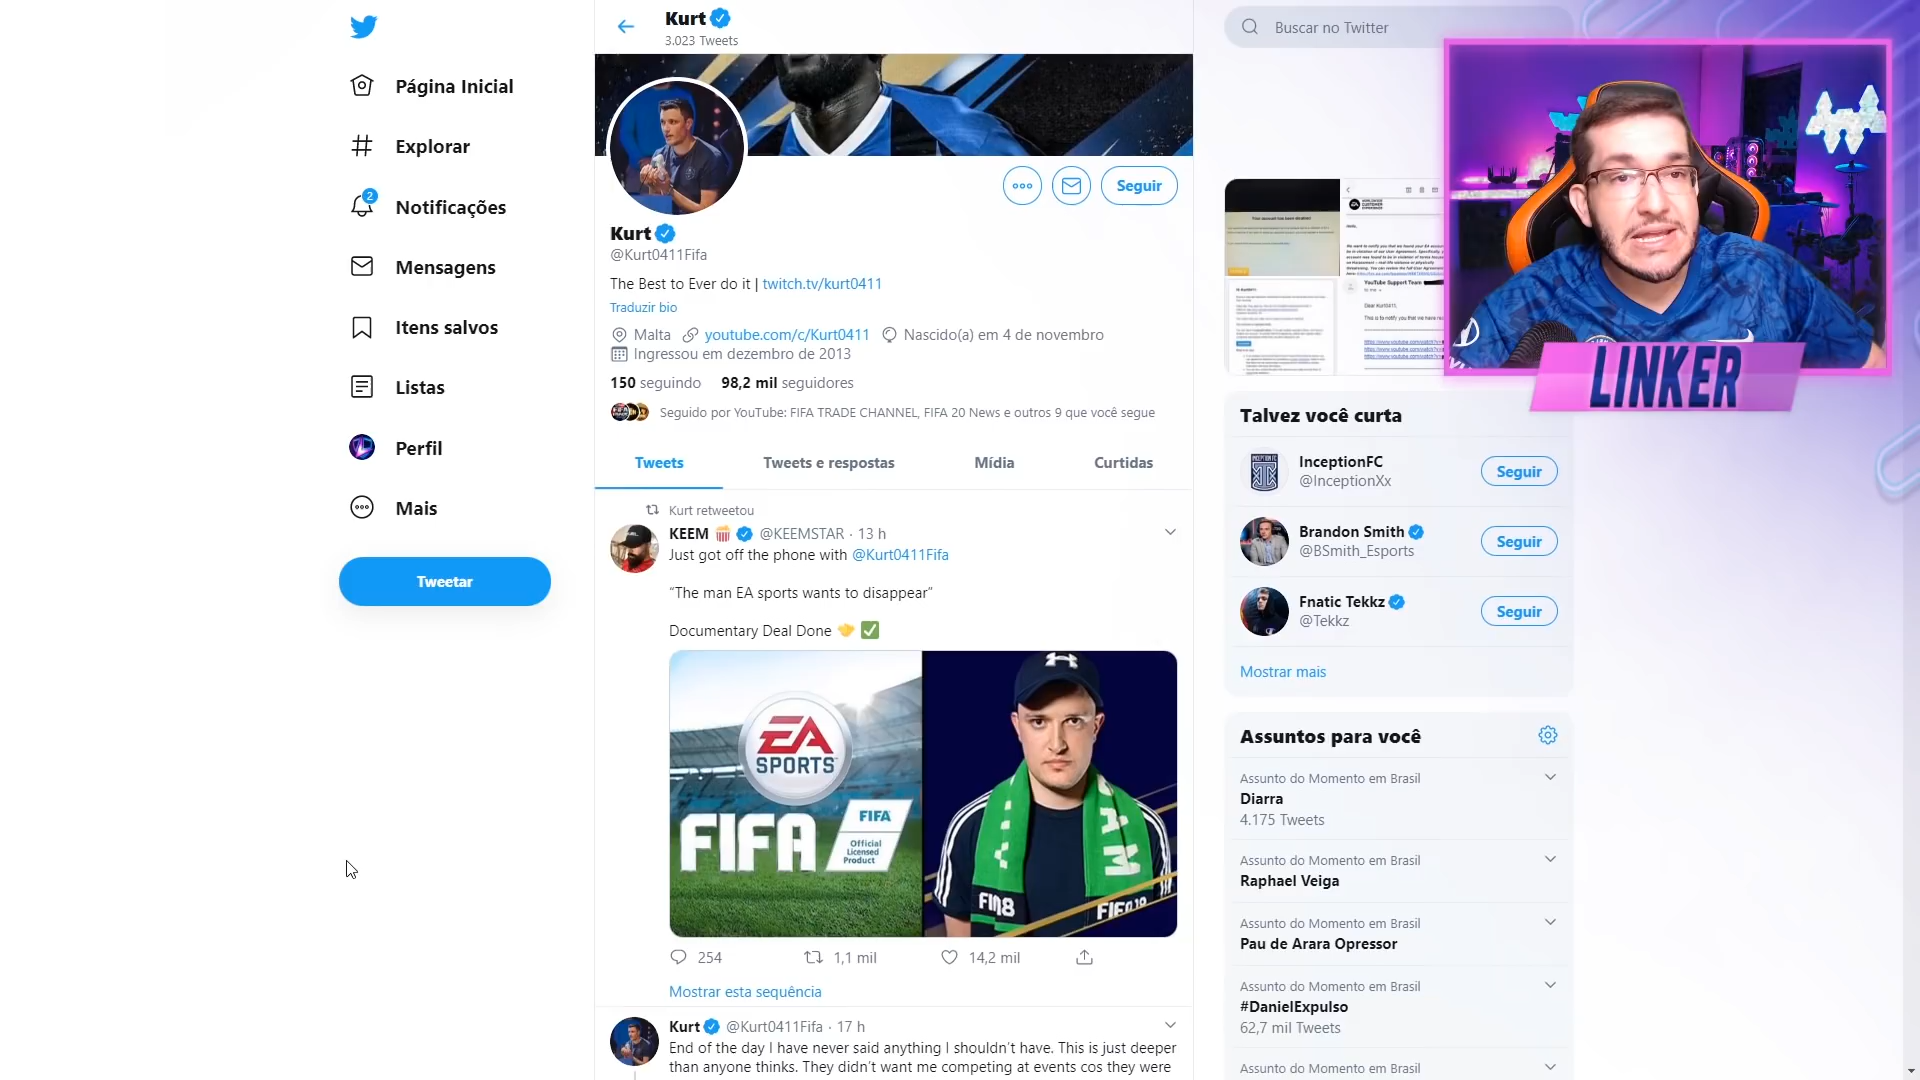 Kurt
3.023 Tweets
Buscar no Twitter
Página Inicial
Explorar
2
Notificações
Mensagens
Itens salvos
Listas
Perfil
Mais
Tweetar
Seguir
Kurt
@Kurt0411Fifa
The Best to Ever do it | twitch.tv/kurt0411
Traduzir bio
Malta youtube.com/c/Kurt0411 Nascido(a) em 4 de novembro
Ingressou em dezembro de 2013
150 seguindo 98,2 mil seguidores
Seguido por YouTube: FIFA TRADE CHANNEL, FIFA 20 News e outros 9 que você segue
Tweets Tweets e respostas Mídia Curtidas
Kurt retweetou
KEEM @KEEMSTAR · 13 h
Just got off the phone with @Kurt0411Fifa
“The man EA sports wants to disappear”
Documentary Deal Done
EA
SPORTS
FIFA
FIFA
Official
Licensed
Product
254 1,1 mil 14,2 mil
Mostrar esta sequência
Kurt @Kurt0411Fifa · 17 h
End of the day I have never said anything I shouldn't have. This is just deeper
than anyone thinks. They didn't want me competing at events cos they were
YouTube Support Team
Dear Kurt0411,
LINKER
Talvez você curta
InceptionFC
@InceptionXx
Seguir
Brandon Smith
@BSmith_Esports
Seguir
Fnatic Tekkz
@Tekkz
Seguir
Mostrar mais
Assuntos para você
Assunto do Momento em Brasil
Diarra
4.175 Tweets
Assunto do Momento em Brasil
Raphael Veiga
Assunto do Momento em Brasil
Pau de Arara Opressor
Assunto do Momento em Brasil
#DanielExpulso
62,7 mil Tweets
Assunto do Momento em Brasil